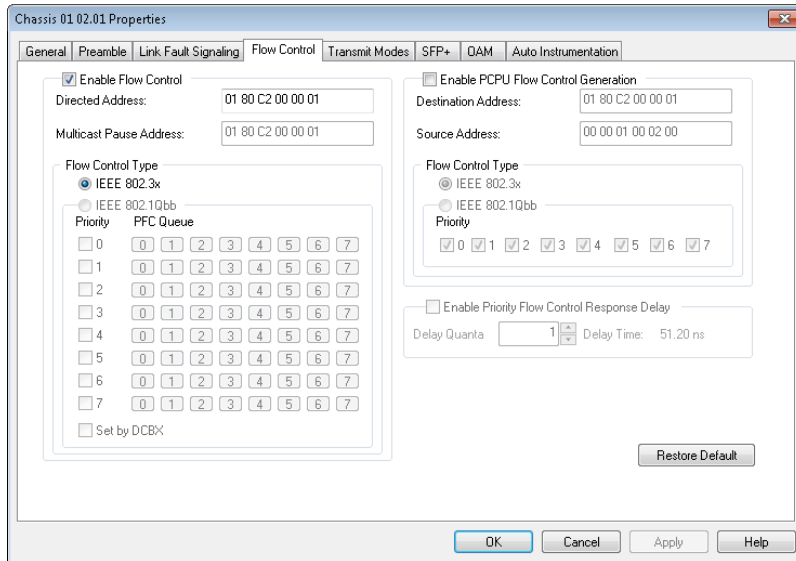 Chassis 01 02.01 Properties
General Preamble Link Fault Signaling Flow Control Transmit Modes SFP+ OAM Auto Instrumentation
Enable Flow Control
Directed Address: 01 80 C2 00 00 01
Multicast Pause Address: 01 80 C2 00 00 01
Flow Control Type
IEEE 802.3x
IEEE 802.1Qbb
Priority PFC Queue
0 0 1 2 3 4 5 6 7
1 0 1 2 3 4 5 6 7
2 0 1 2 3 4 5 6 7
3 0 1 2 3 4 5 6 7
4 0 1 2 3 4 5 6 7
5 0 1 2 3 4 5 6 7
6 0 1 2 3 4 5 6 7
7 0 1 2 3 4 5 6 7
Set by DCBX
Enable PCPU Flow Control Generation
Destination Address: 01 80 C2 00 00 01
Source Address: 00 00 01 00 02 00
Flow Control Type
IEEE 802.3x
IEEE 802.1Qbb
Priority
0 1 2 3 4 5 6 7
Enable Priority Flow Control Response Delay
Delay Quanta 1 Delay Time: 51.20 ns
Restore Default
OK Cancel Apply Help